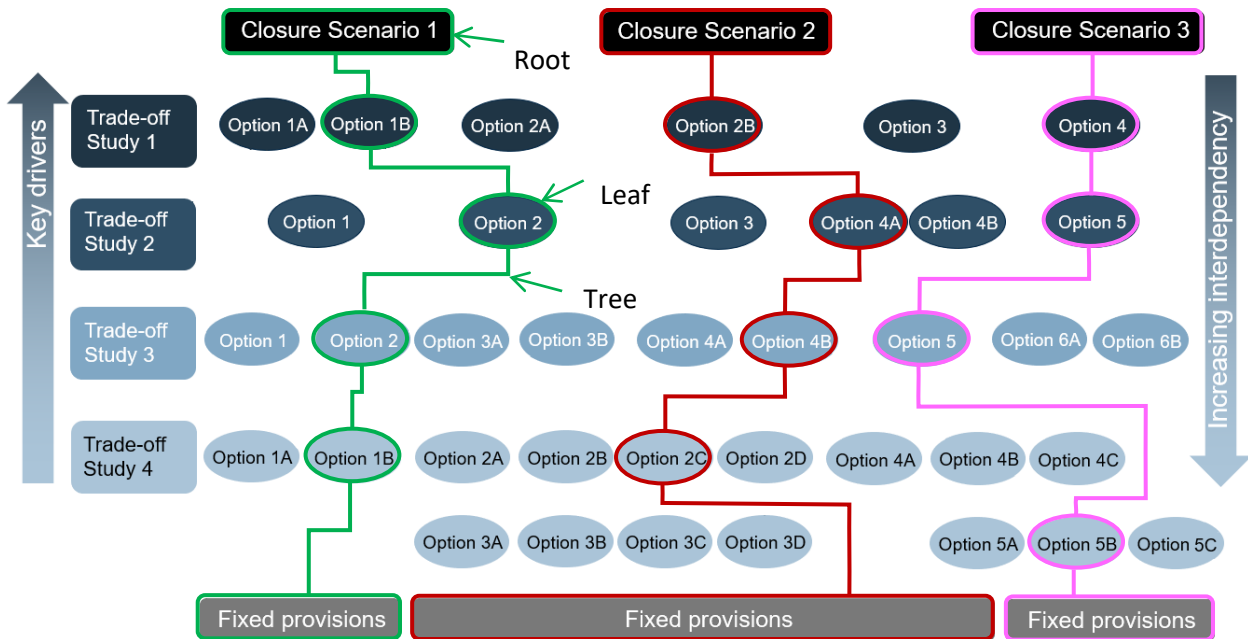 Closure Scenario 1
Closure Scenario 2
Closure Scenario 3
Root
Key drivers
Increasing interdependency
Trade-off
Study 1
Option 1A
Option 1B
Option 2A
Option 2B
Option 3
Option 4
Leaf
Trade-off
Study 2
Option 1
Option 2
Option 3
Option 4A
Option 4B
Option 5
Tree
Trade-off
Study 3
Option 1
Option 2
Option 3A
Option 3B
Option 4A
Option 4B
Option 5
Option 6A
Option 6B
Trade-off
Study 4
Option 1A
Option 1B
Option 2A
Option 2B
Option 2C
Option 2D
Option 4A
Option 4B
Option 4C
Option 3A
Option 3B
Option 3C
Option 3D
Option 5A
Option 5B
Option 5C
Fixed provisions
Fixed provisions
Fixed provisions